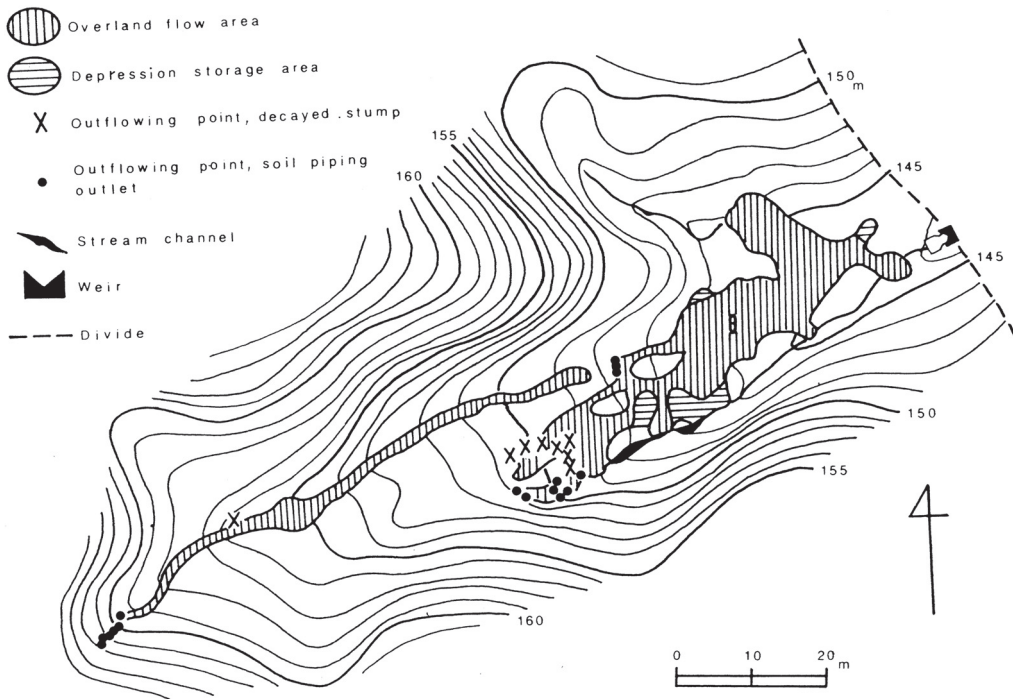 Overland flow area
Depression storage area
Outflowing point, decayed . stump
Outflowing point, soil piping
outlet
Stream channel
Weir
Divide
150
m
155
160
145
145
150
155
160
0 10 20
m